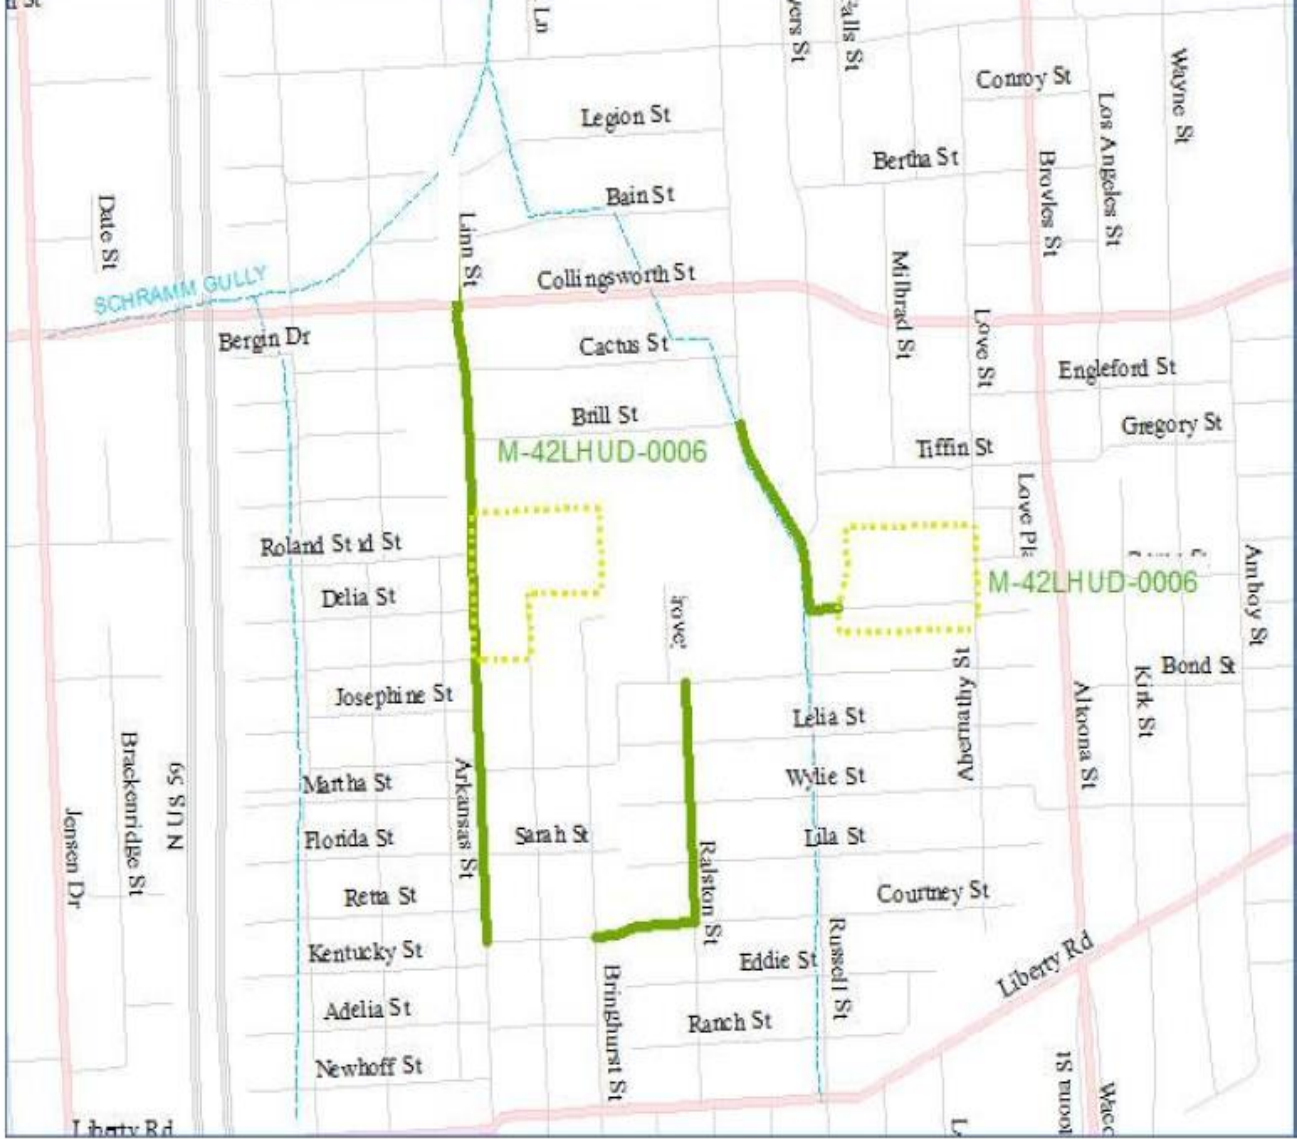 Ln
Conroy St
Wayne St
Legion St
Los Angeles St
Bertha St
Broyles St
Bain St
Date St
Linn St
Milbrad St
Collingsworth St
SCHRAMM GULLY
Love St
Bergin Dr
Cactus St
Engleford St
Brill St
Gregory St
M-42LHUD-0006
Tiffin St
Roland St
M-42LHUD-0006
Amboy St
Delia St
Abernathy St
Bond St
Kirk St
Josephine St
Altoona St
Lelia St
Brackenridge St
N U S 59
Arkansas St
Martha St
Wylie St
Jensen Dr
Florida St
Sarah St
Lila St
Ralston St
Retta St
Courtney St
Kentucky St
Eddie St
Russell St
Liberty Rd
Bringhurst St
Adelia St
Ranch St
Newhoff St
Liberty Rd